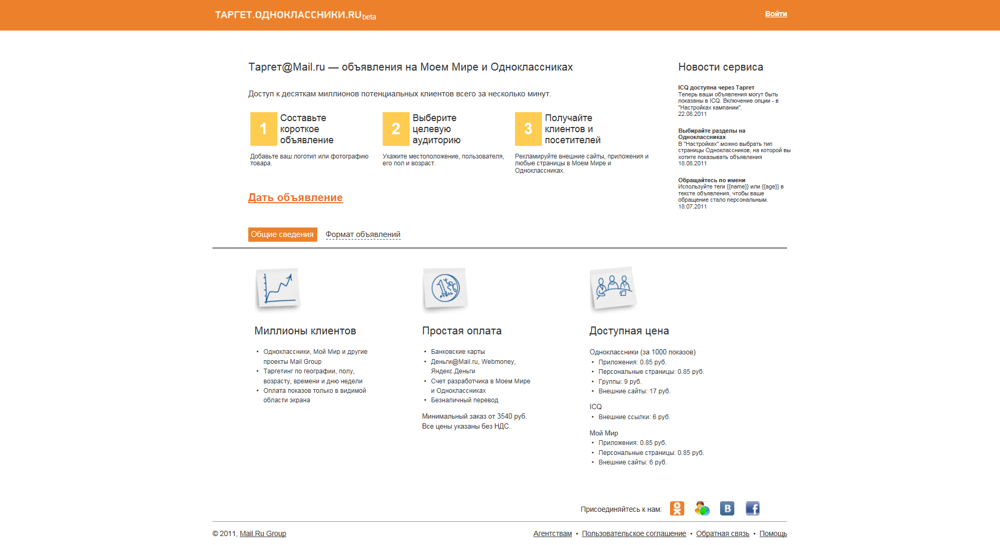 ТАРГЕТ.ОДНОКЛАССНИКИ.RU beta
Войти
Таргет@Mail.ru — объявления на Моем Мире и Одноклассниках
Доступ к десяткам миллионов потенциальных клиентов всего за несколько минут.
1
Составьте
короткое
объявление
Добавьте ваш логотип или фотографию
товара.
2
Выберите
целевую
аудиторию
Укажите местоположение, пользователя,
его пол и возраст.
3
Получайте
клиентов и
посетителей
Рекламируйте внешние сайты, приложения и
любые страницы в Моем Мире и
Одноклассниках.
Дать объявление
Новости сервиса
ICQ доступна через Таргет
Теперь ваши объявления могут быть
показаны в ICQ. Включение опции - в
"Настройках кампании".
22.08.2011
Выбирайте разделы на
Одноклассниках
В "Настройках" можно выбрать тип
страницы Одноклассников, на которой вы
хотите показывать объявления
18.08.2011
Обращайтесь по имени
Используйте теги {{name}} или {{age}} в
тексте объявления, чтобы ваше
обращение стало персональным.
18.07.2011
Общие сведения
Формат объявлений
Миллионы клиентов
• Одноклассники, Мой Мир и другие
проекты Mail Group
• Таргетинг по географии, полу,
возрасту, времени и дню недели
• Оплата показов только в видимой
области экрана
1
рубль
Простая оплата
• Банковские карты
• Деньги@Mail.ru, Webmoney,
Яндекс.Деньги
• Счет разработчика в Моем Мире
и Одноклассниках
• Безналичный перевод
Минимальный заказ от 3540 руб.
Все цены указаны без НДС.
Доступная цена
Одноклассники (за 1000 показов)
• Приложения: 0.85 руб.
• Персональные страницы: 0.85 руб.
• Группы: 9 руб.
• Внешние сайты: 17 руб.
ICQ
• Внешние ссылки: 6 руб.
Мой Мир
• Приложения: 0.85 руб.
• Персональные страницы: 0.85 руб.
• Внешние сайты: 6 руб.
Присоединяйтесь к нам:
В
f
© 2011, Mail.Ru Group
Агентствам • Пользовательское соглашение • Обратная связь • Помощь